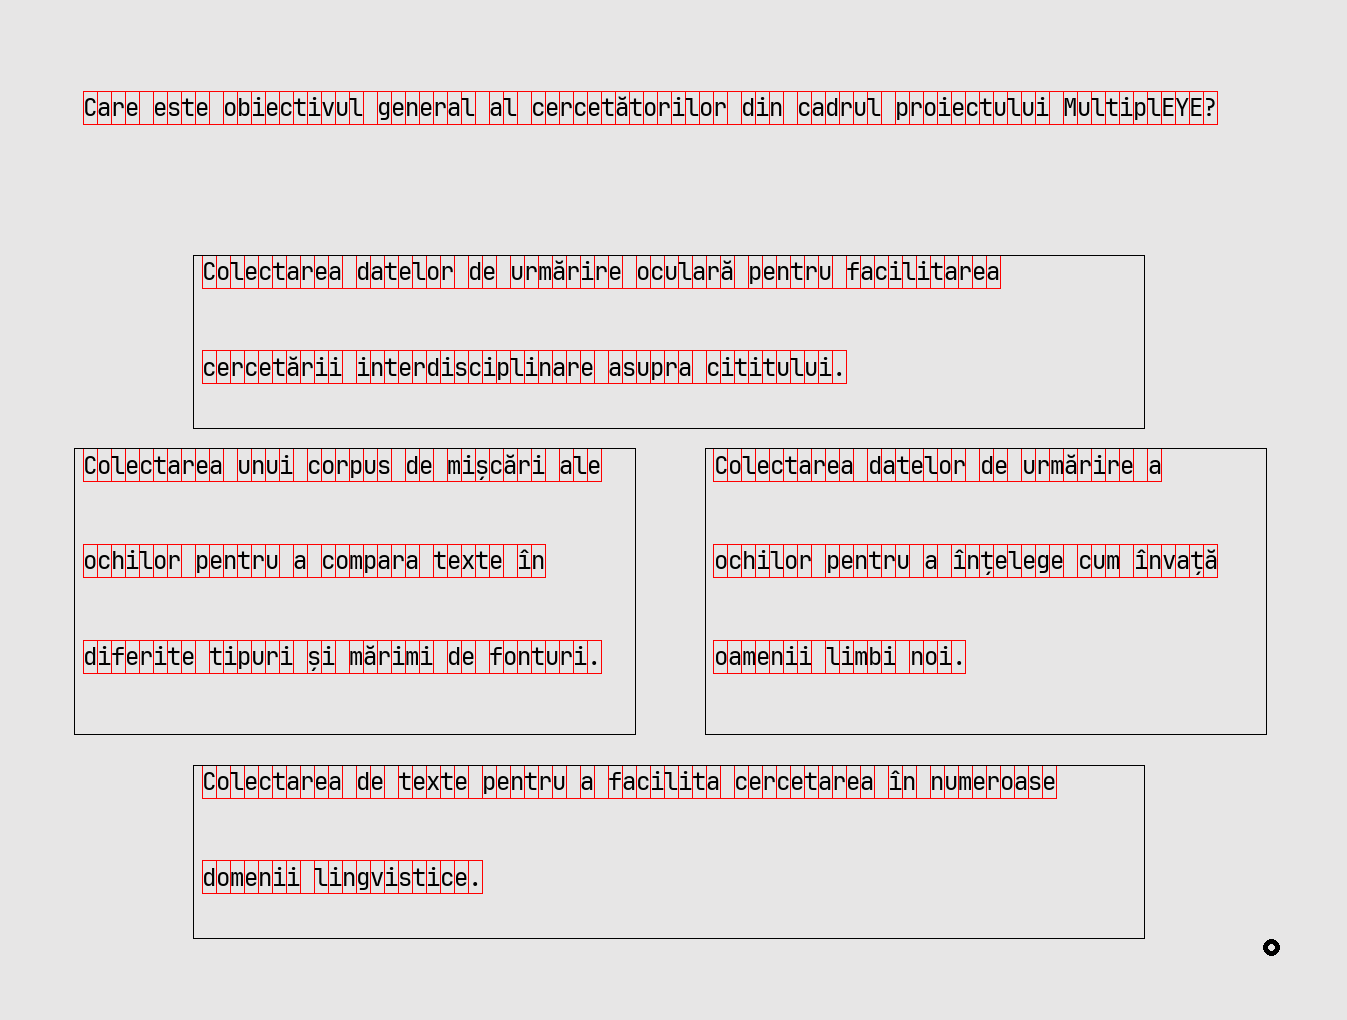 Care este obiectivul general al cercetătorilor din cadrul proiectului MultiplEYE?
Colectarea datelor de urmărire oculară pentru facilitarea
cercetării interdisciplinare asupra cititului.
Colectarea unui corpus de mișcări ale
ochilor pentru a compara texte în
diferite tipuri și mărimi de fonturi.
Colectarea datelor de urmărire a
ochilor pentru a înțelege cum învață
oamenii limbi noi.
Colectarea de texte pentru a facilita cercetarea în numeroase
domenii lingvistice.